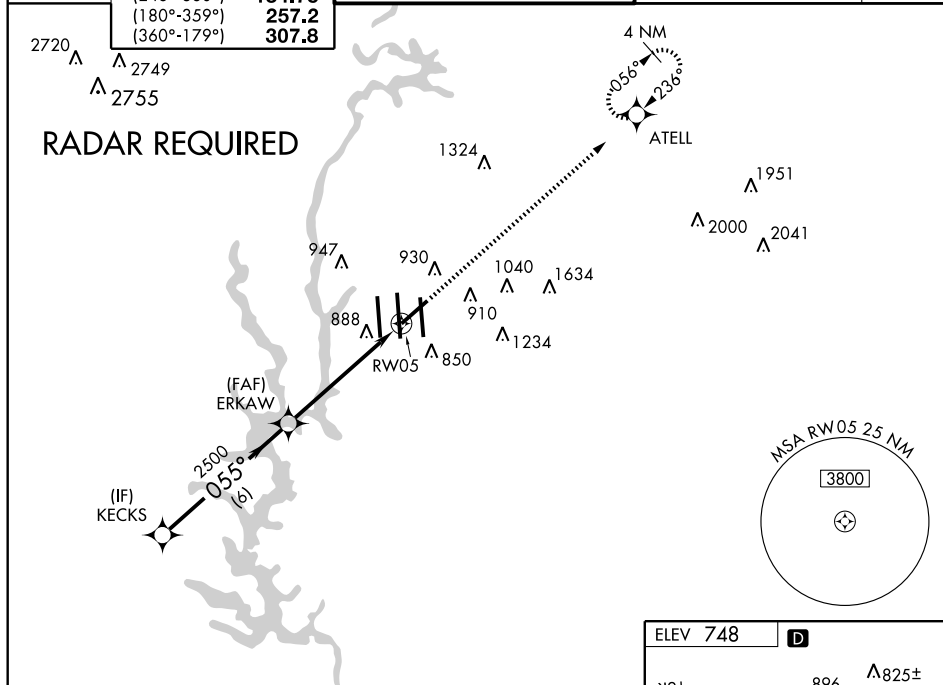 (180°-359°) 257.2
(360°-179°) 307.8
2720
2749
2755
RADAR REQUIRED
4 NM
056°
236°
ATELL
1324
1951
2000
2041
947
930
1040
1634
910
888
1234
850
RW05
(FAF)
ERKAW
2500
055°
(6)
(IF)
KECKS
MSA RW05 25 NM
3800
ELEV 748
D
896
825±